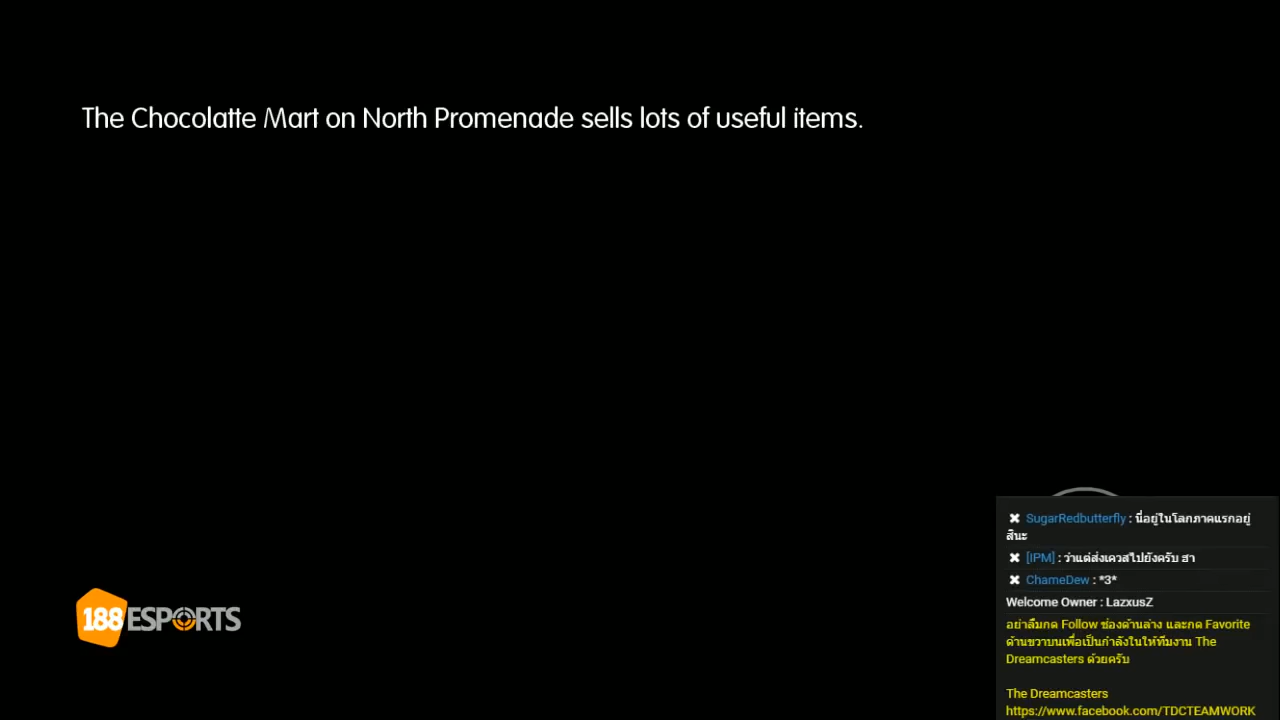 The Chocolatte Mart on North Promenade sells lots of useful items.
188ESPORTS
✖ SugarRedbutterfly : นี่อยู่ในโลกภาคแรกอยู่
สินะ
✖ [IPM] : ว่าแต่ส่งเควสไปยังครับ ฮา
✖ ChameDew : *3*
Welcome Owner : LazxusZ
อย่าลืมกด Follow ช่องด้านล่าง และกด Favorite
ด้านขวาบนเพื่อเป็นกำลังในให้ทีมงาน The
Dreamcasters ด้วยครับ
The Dreamcasters
https://www.facebook.com/TDCTEAMWORK